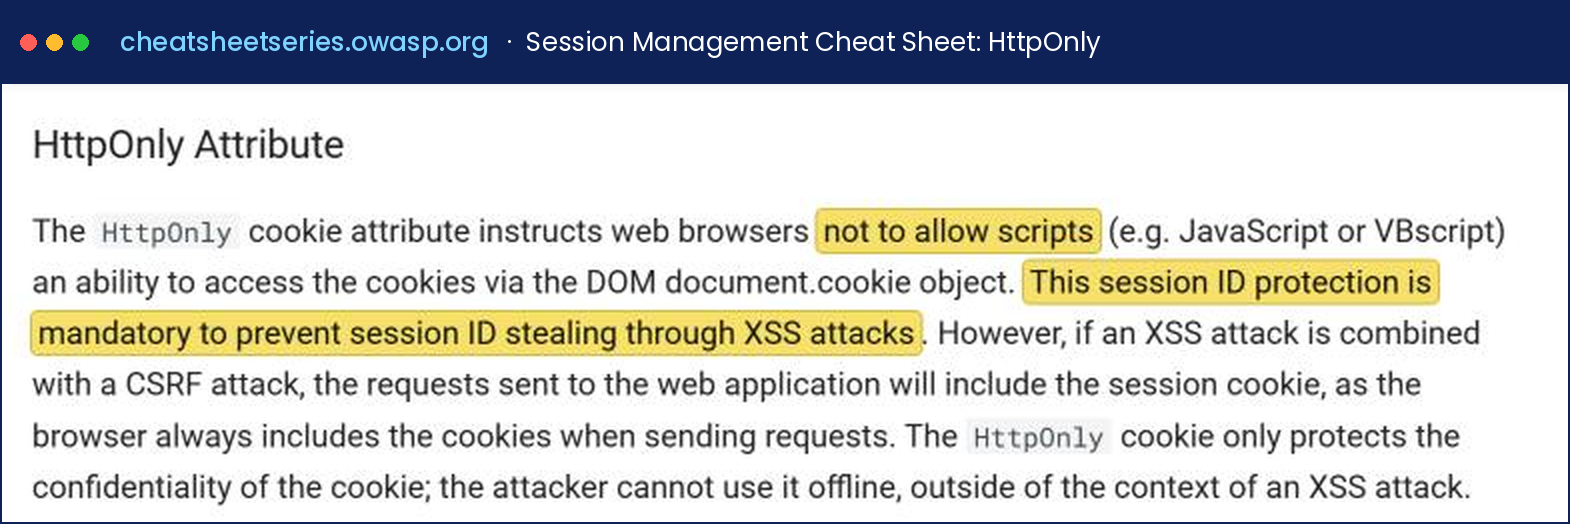 cheatsheetseries.owasp.org · Session Management Cheat Sheet: HttpOnly
HttpOnly Attribute
The HttpOnly cookie attribute instructs web browsers not to allow scripts (e.g. JavaScript or VBscript)
an ability to access the cookies via the DOM document.cookie object. This session ID protection is
mandatory to prevent session ID stealing through XSS attacks. However, if an XSS attack is combined
with a CSRF attack, the requests sent to the web application will include the session cookie, as the
browser always includes the cookies when sending requests. The HttpOnly cookie only protects the
confidentiality of the cookie; the attacker cannot use it offline, outside of the context of an XSS attack.